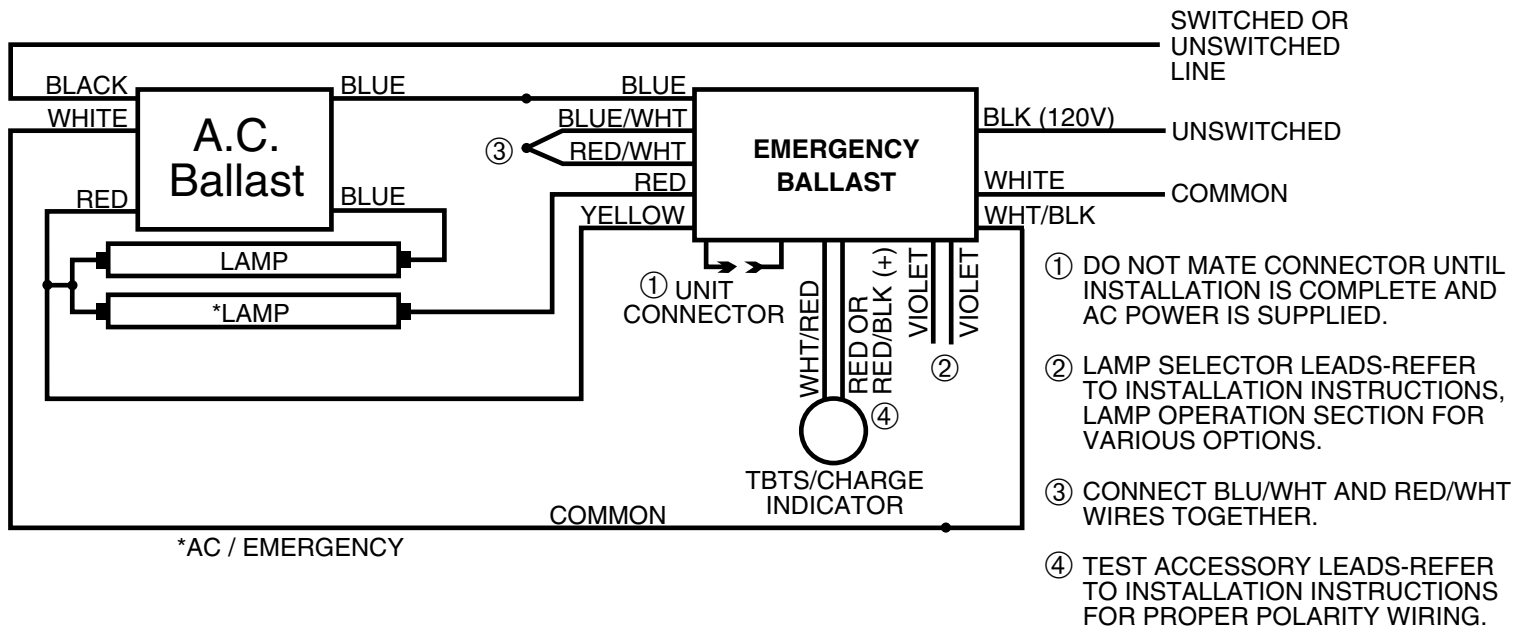 SWITCHED OR
UNSWITCHED
LINE
BLACK
BLUE
BLUE
WHITE
A.C.
Ballast
BLUE/WHT
③
RED/WHT
EMERGENCY
BALLAST
BLK (120V)
UNSWITCHED
RED
BLUE
RED
YELLOW
WHITE
COMMON
WHT/BLK
LAMP
*LAMP
① UNIT
CONNECTOR
WHT/RED
RED OR
RED/BLK (+)
VIOLET
VIOLET
②
④
TBTS/CHARGE
INDICATOR
COMMON
*AC / EMERGENCY
① DO NOT MATE CONNECTOR UNTIL
INSTALLATION IS COMPLETE AND
AC POWER IS SUPPLIED.
② LAMP SELECTOR LEADS-REFER
TO INSTALLATION INSTRUCTIONS,
LAMP OPERATION SECTION FOR
VARIOUS OPTIONS.
③ CONNECT BLU/WHT AND RED/WHT
WIRES TOGETHER.
④ TEST ACCESSORY LEADS-REFER
TO INSTALLATION INSTRUCTIONS
FOR PROPER POLARITY WIRING.